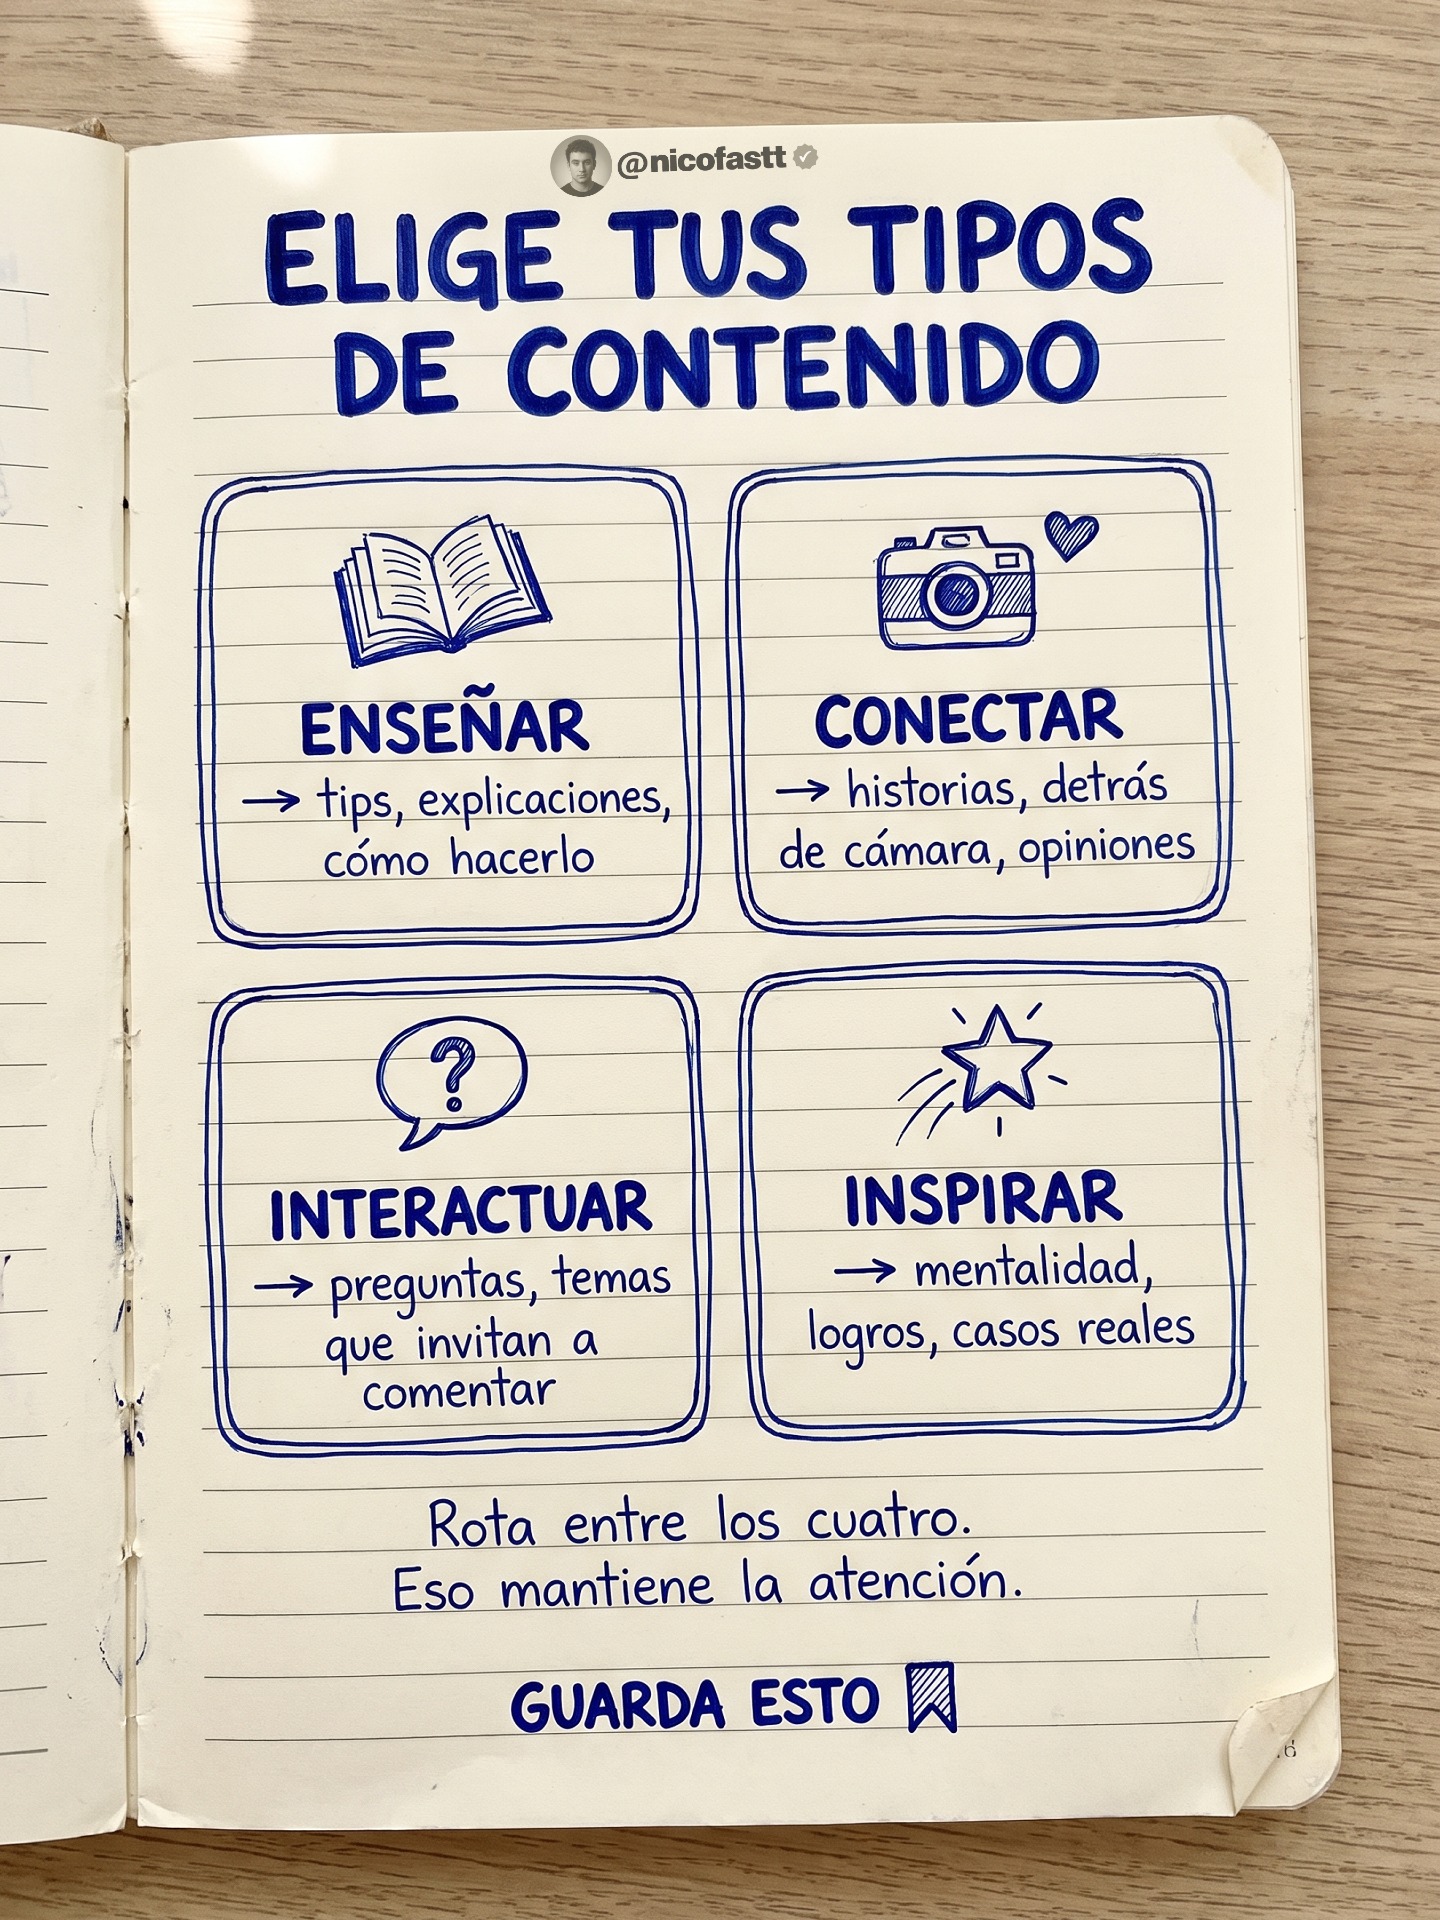 @nicofastt
ELIGE TUS TIPOS
DE CONTENIDO
ENSEÑAR
→ tips, explicaciones,
cómo hacerlo
CONECTAR
→ historias, detrás
de cámara, opiniones
INTERACTUAR
→ preguntas, temas
que invitan a
comentar
INSPIRAR
→ mentalidad,
logros, casos reales
Rota entre los cuatro.
Eso mantiene la atención.
GUARDA ESTO